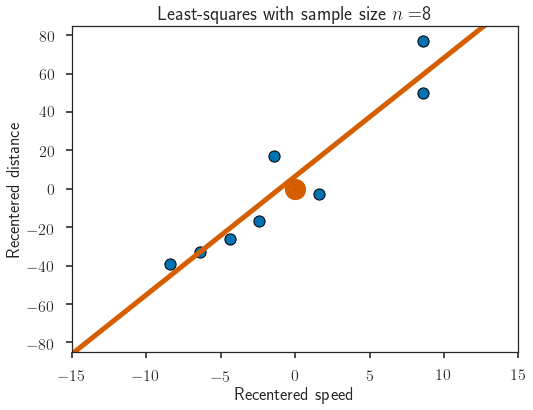 Least-squares with sample size n =8
80
60
40
20
0
−20
−40
−60
−80
Recentered distance
−15 −10 −5 0 5 10 15
Recentered speed